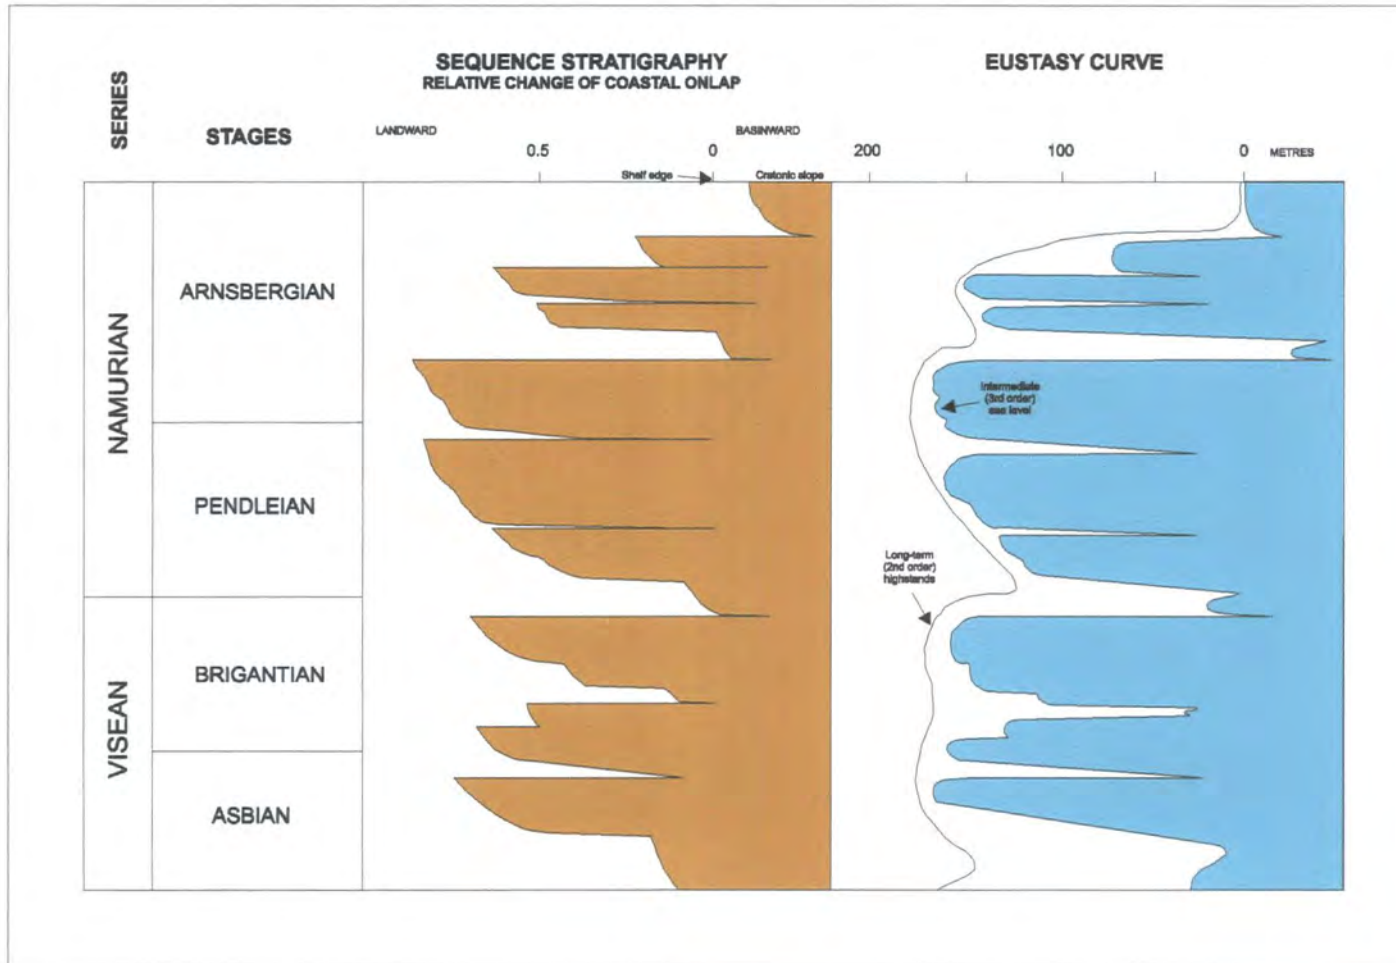 SEQUENCE STRATIGRAPHY
RELATIVE CHANGE OF COASTAL ONLAP
EUSTASY CURVE
SERIES
STAGES
LANDWARD
BASINWARD
0.5
0
200
100
0
METRES
Shelf edge
Cratonic slope
NAMURIAN
ARNSBERGIAN
PENDLEIAN
VISEAN
BRIGANTIAN
ASBIAN
Intermediate
(3rd order)
sea level
Long-term
(2nd order)
highstands